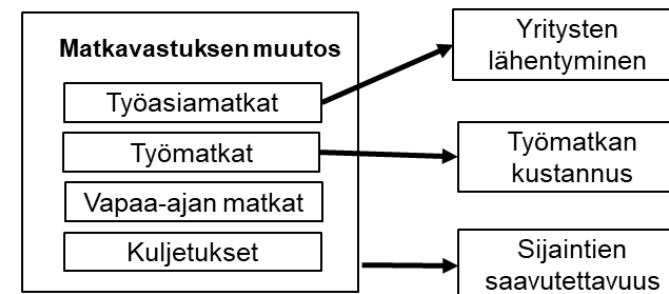 Matkavastuksen muutos
Työasiamatkat
Työmatkat
Vapaa-ajan matkat
Kuljetukset
Yritysten
lähentyminen
Työmatkan
kustannus
Sijaintien
saavutettavuus